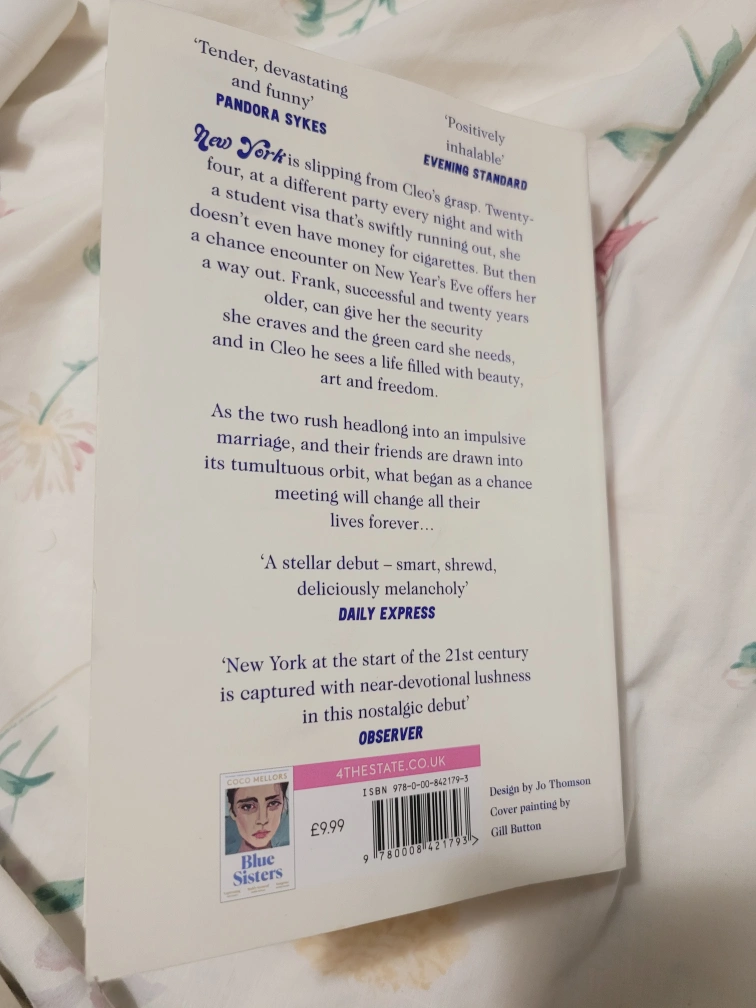 ‘Tender, devastating
and funny’
PANDORA SYKES
‘Positively
inhalable’
EVENING STANDARD
New York is slipping from Cleo’s grasp. Twenty-
four, at a different party every night and with
a student visa that’s swiftly running out, she
doesn’t even have money for cigarettes. But then
a chance encounter on New Year’s Eve offers her
a way out. Frank, successful and twenty years
older, can give her the security
she craves and the green card she needs,
and in Cleo he sees a life filled with beauty,
art and freedom.
As the two rush headlong into an impulsive
marriage, and their friends are drawn into
its tumultuous orbit, what began as a chance
meeting will change all their
lives forever…
‘A stellar debut – smart, shrewd,
deliciously melancholy’
DAILY EXPRESS
‘New York at the start of the 21st century
is captured with near-devotional lushness
in this nostalgic debut’
OBSERVER
4THESTATE.CO.UK
COCO MELLORS
Blue
Sisters
£9.99
ISBN 978-0-00-842179-3
9 780008 421793
Design by Jo Thomson
Cover painting by
Gill Button